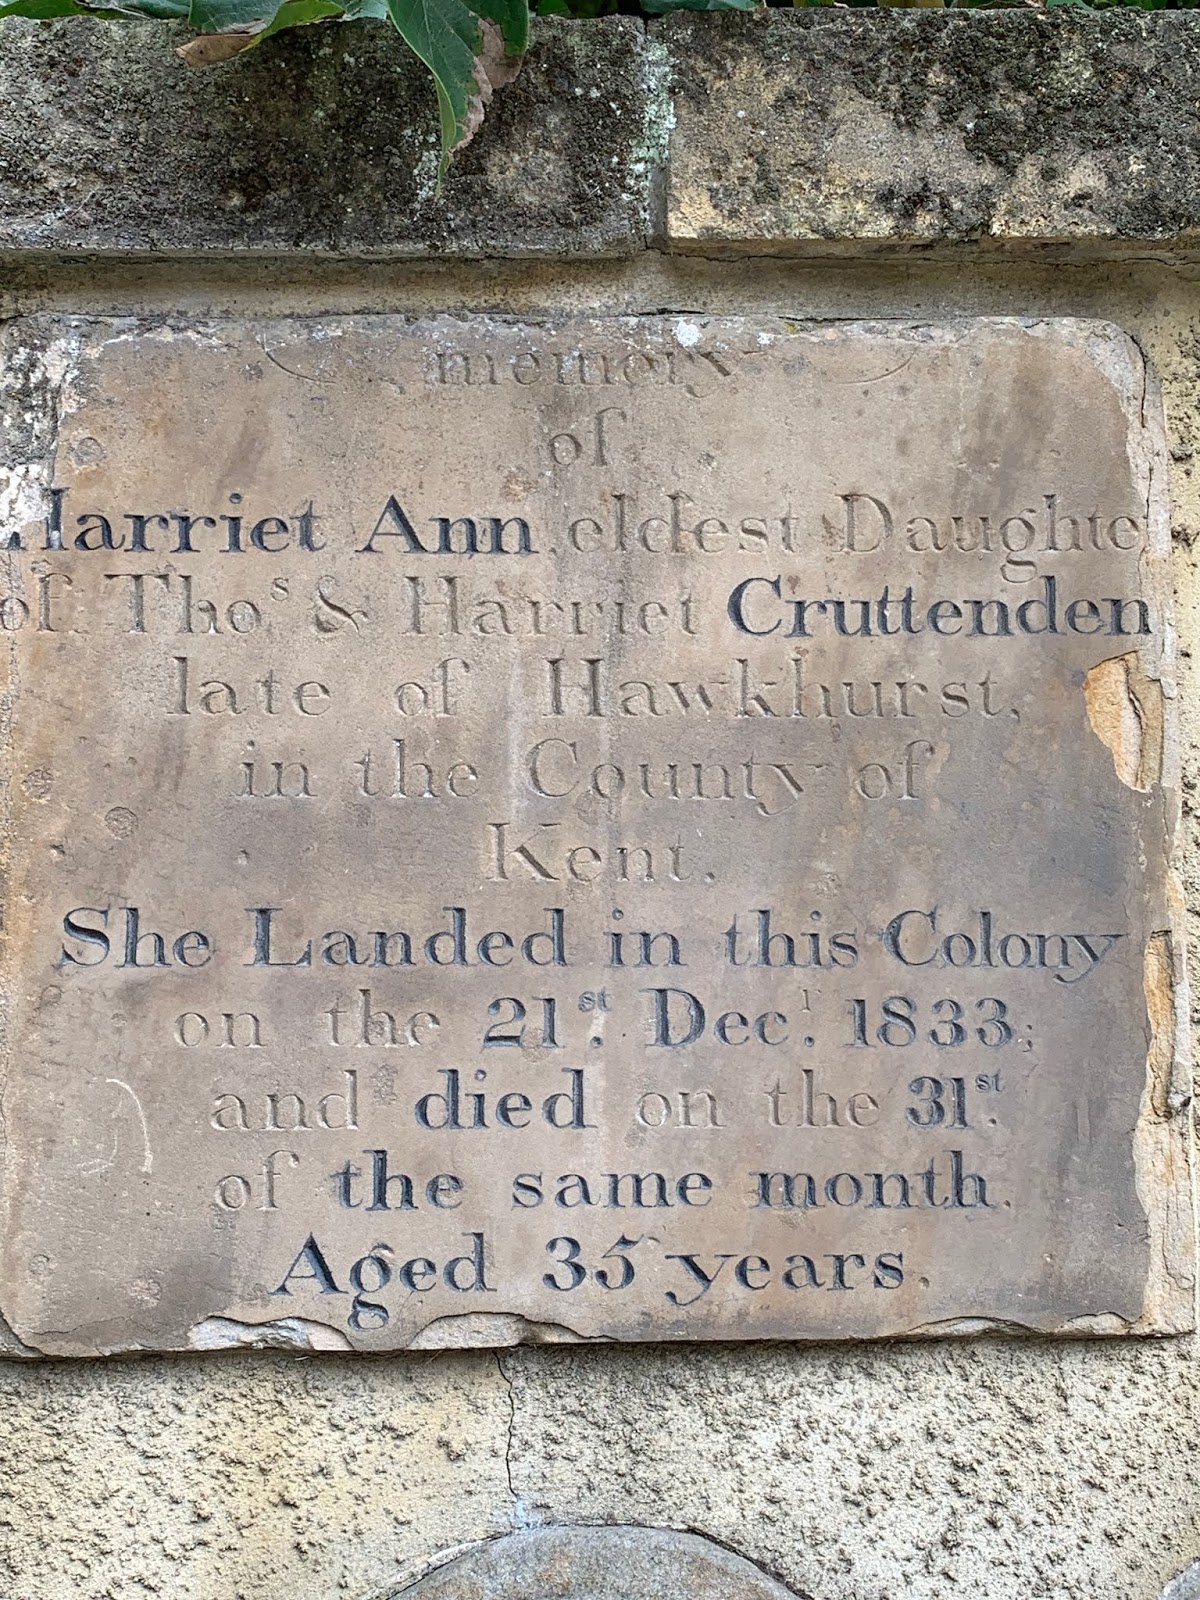 memory
of
Harriet Ann eldest Daughte
of Thos & Harriet Cruttenden
late of Hawkhurst,
in the County of
Kent.
She Landed in this Colony
on the 21st. Decr. 1833;
and died on the 31st.
of the same month.
Aged 35 years.